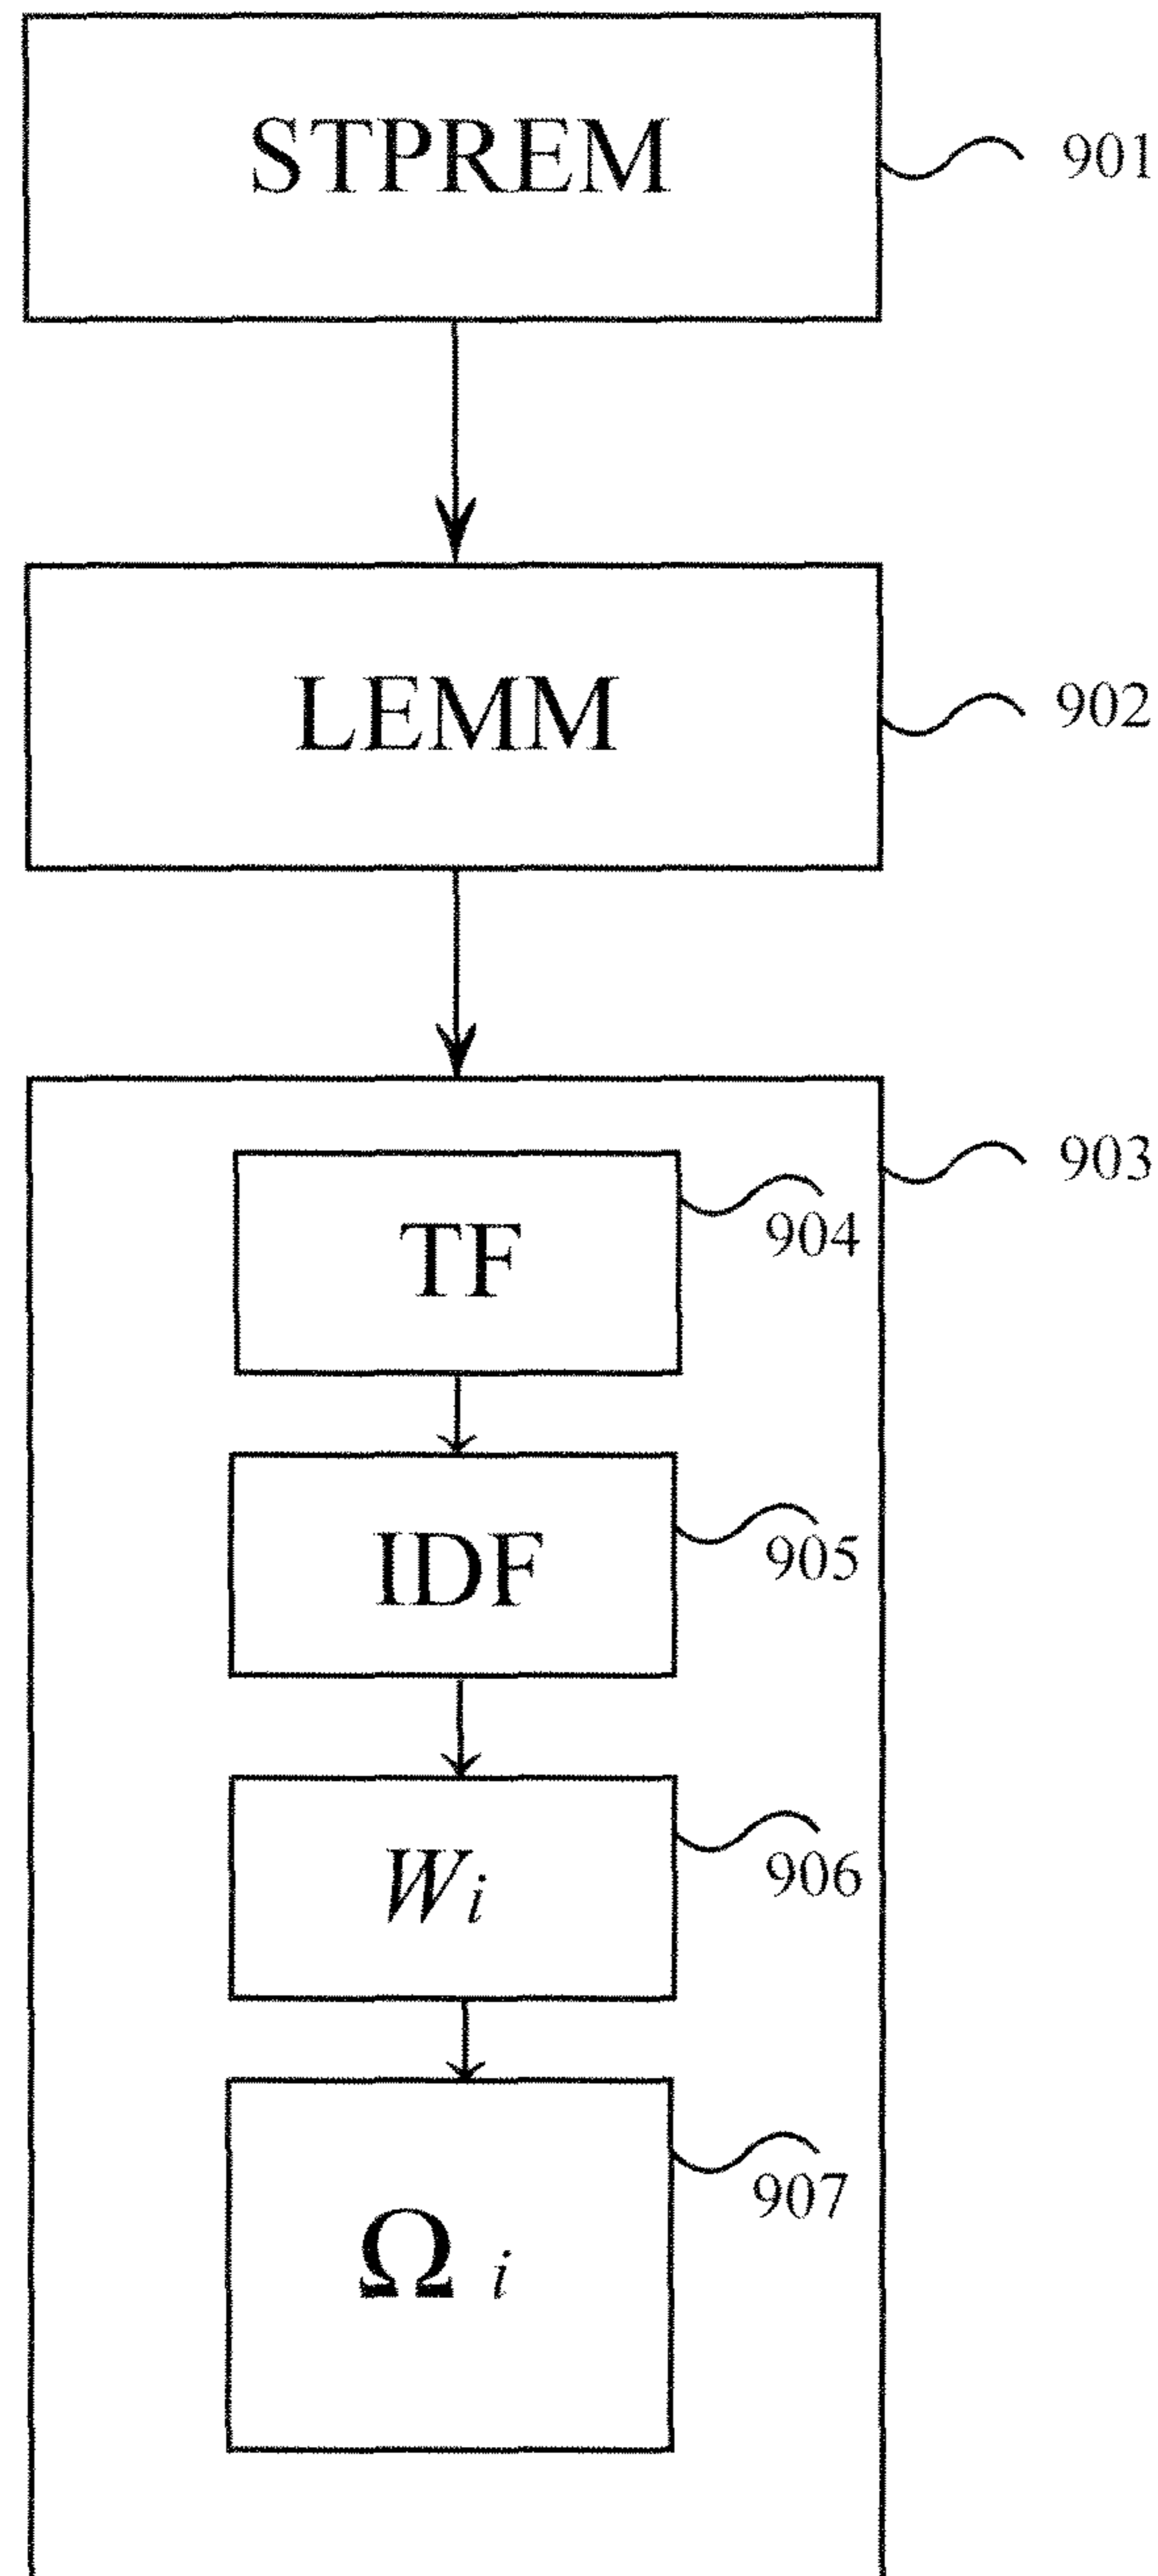 STPREM
901
LEMM
902
903
TF
904
IDF
905
Wi
906
907
Ω i